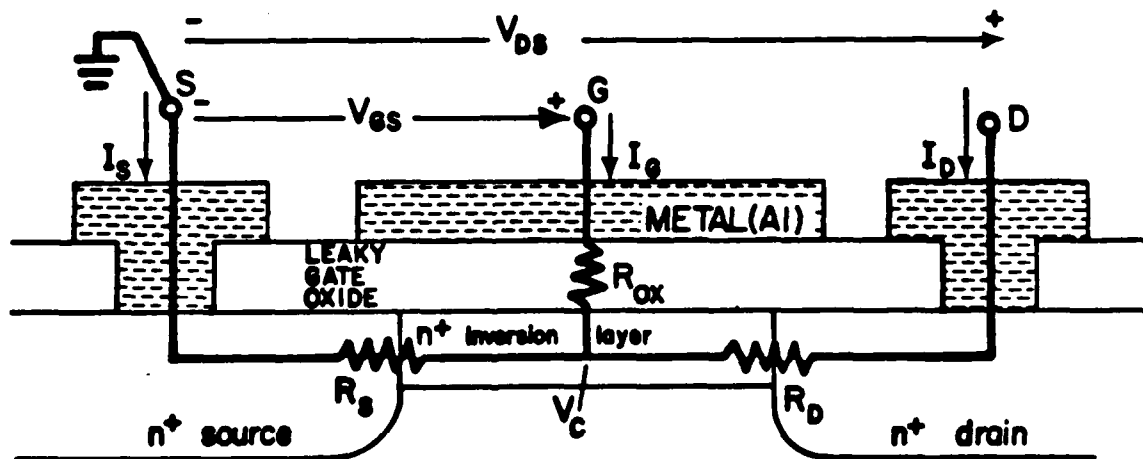 - V_DS +
S - V_GS + G D
I_S I_G I_D
METAL(Al)
LEAKY
GATE
OXIDE
R_OX
n+ inversion layer
R_S V_C R_D
n+ source n+ drain